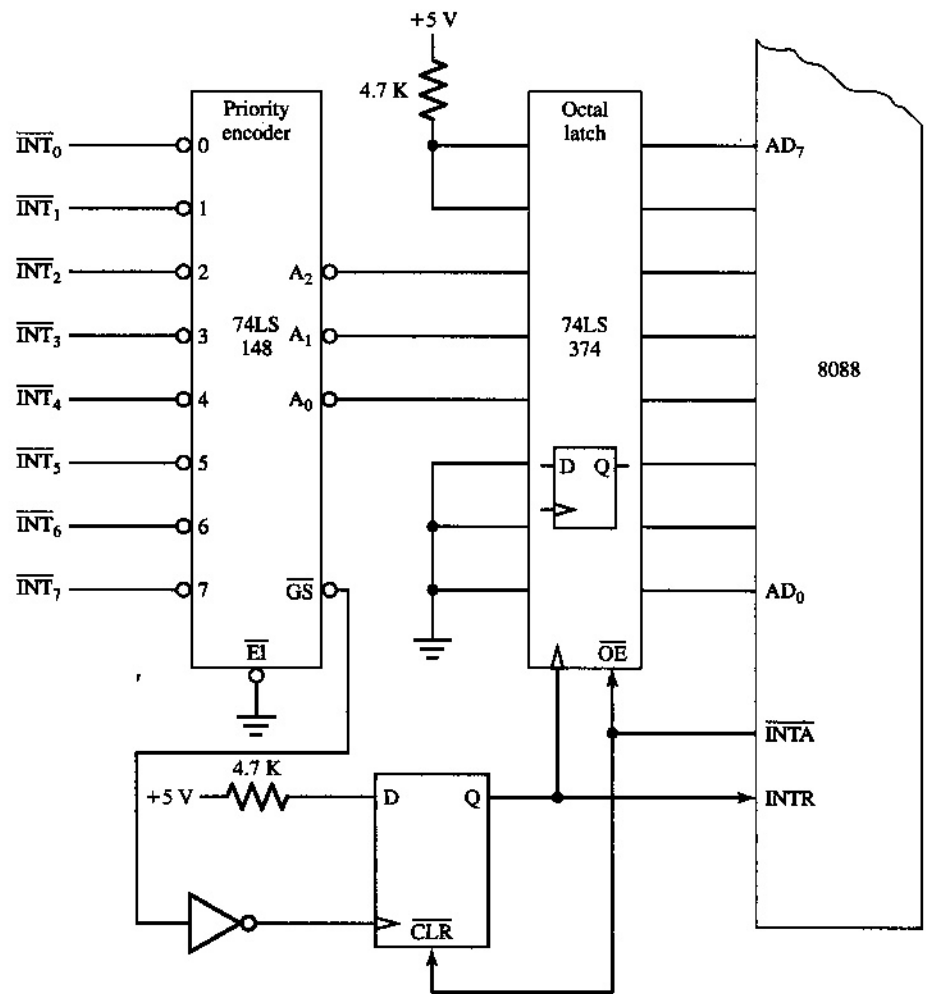 +5 V
4.7 K
Priority
encoder
Octal
latch
INT₀
0
AD₇
INT₁
1
INT₂
2
A₂
INT₃
3
74LS
148
A₁
74LS
374
8088
INT₄
4
A₀
INT₅
5
D Q
INT₆
6
INT₇
7
GS
AD₀
EI
OE
INTA
4.7 K
+5 V
D
Q
INTR
CLR